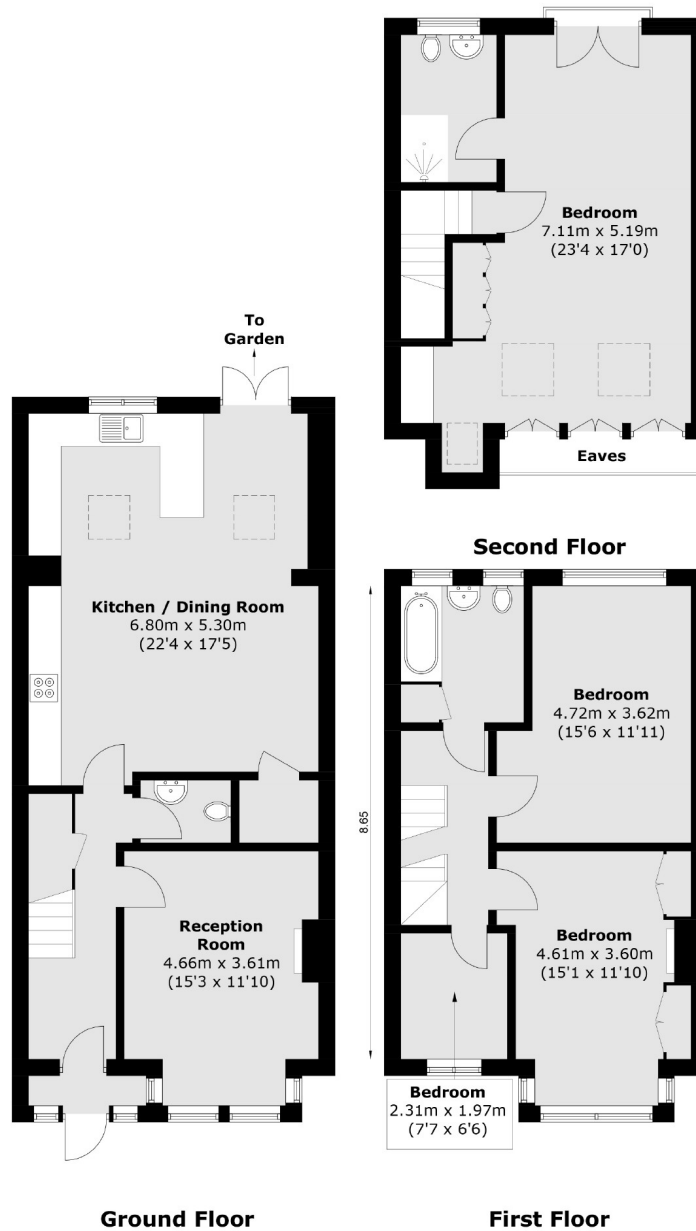 Bedroom
7.11m x 5.19m
(23'4 x 17'0)
Eaves
Second Floor
To
Garden
Kitchen / Dining Room
6.80m x 5.30m
(22'4 x 17'5)
Reception
Room
4.66m x 3.61m
(15'3 x 11'10)
Ground Floor
8.65
Bedroom
4.72m x 3.62m
(15'6 x 11'11)
Bedroom
4.61m x 3.60m
(15'1 x 11'10)
Bedroom
2.31m x 1.97m
(7'7 x 6'6)
First Floor